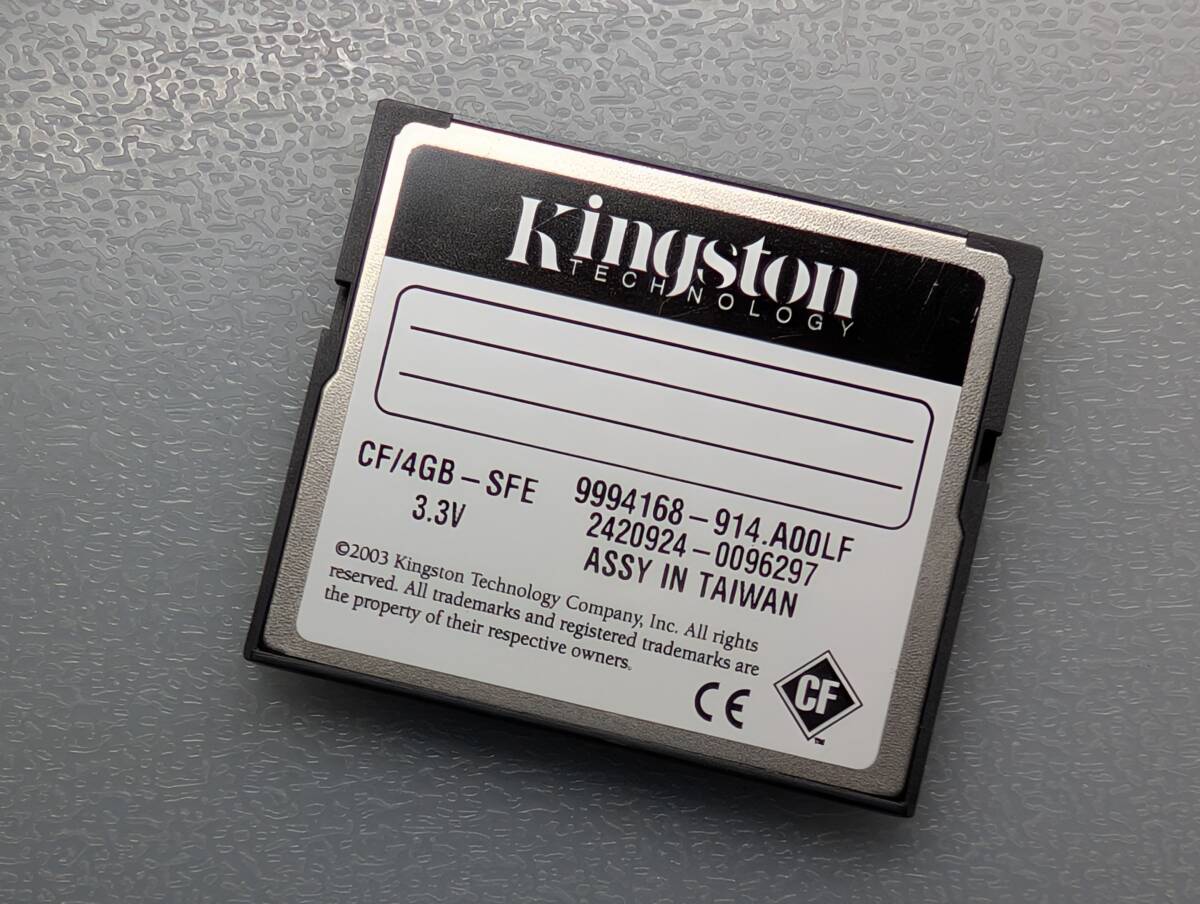 Kingston
TECHNOLOGY
CF/4GB-SFE
3.3V
9994168-914.A00LF
2420924-0096297
ASSY IN TAIWAN
©2003 Kingston Technology Company, Inc. All rights
reserved. All trademarks and registered trademarks are
the property of their respective owners.
CE
CF
™